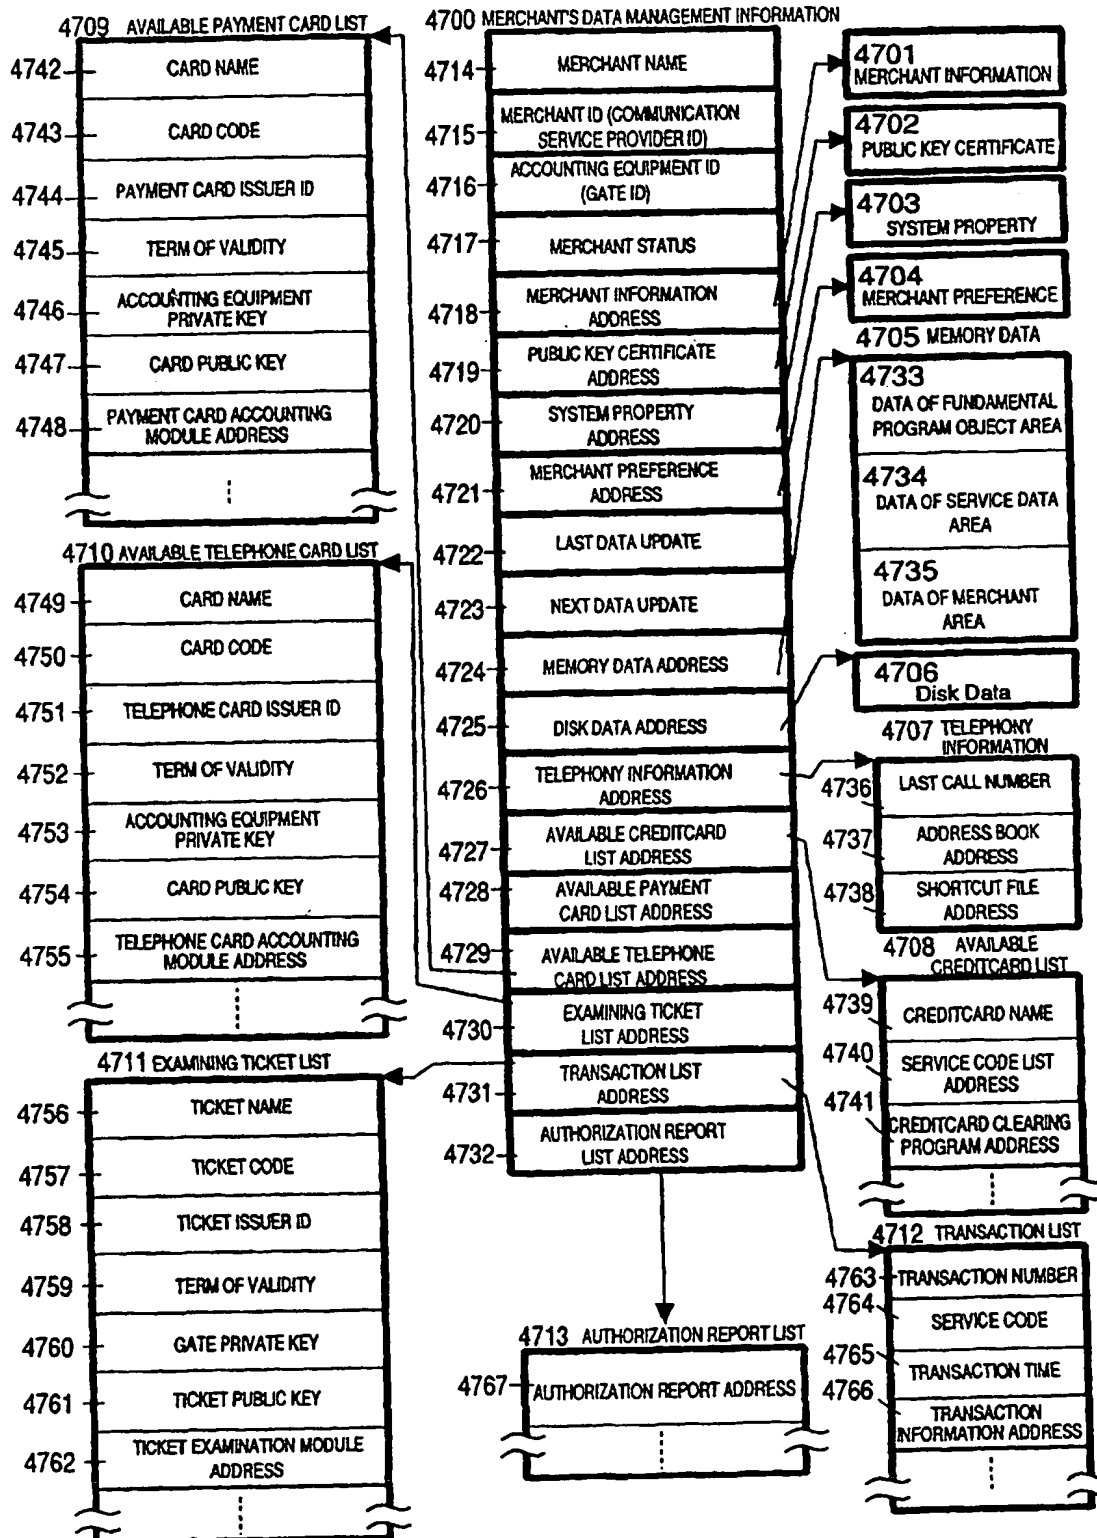 4709 AVAILABLE PAYMENT CARD LIST
4742 CARD NAME
4743 CARD CODE
4744 PAYMENT CARD ISSUER ID
4745 TERM OF VALIDITY
4746 ACCOUNTING EQUIPMENT
PRIVATE KEY
4747 CARD PUBLIC KEY
4748 PAYMENT CARD ACCOUNTING
MODULE ADDRESS
4710 AVAILABLE TELEPHONE CARD LIST
4749 CARD NAME
4750 CARD CODE
4751 TELEPHONE CARD ISSUER ID
4752 TERM OF VALIDITY
4753 ACCOUNTING EQUIPMENT
PRIVATE KEY
4754 CARD PUBLIC KEY
4755 TELEPHONE CARD ACCOUNTING
MODULE ADDRESS
4711 EXAMINING TICKET LIST
4756 TICKET NAME
4757 TICKET CODE
4758 TICKET ISSUER ID
4759 TERM OF VALIDITY
4760 GATE PRIVATE KEY
4761 TICKET PUBLIC KEY
4762 TICKET EXAMINATION MODULE
ADDRESS
4700 MERCHANT'S DATA MANAGEMENT INFORMATION
4714 MERCHANT NAME
4715 MERCHANT ID (COMMUNICATION
SERVICE PROVIDER ID)
4716 ACCOUNTING EQUIPMENT ID
(GATE ID)
4717 MERCHANT STATUS
4718 MERCHANT INFORMATION
ADDRESS
4719 PUBLIC KEY CERTIFICATE
ADDRESS
4720 SYSTEM PROPERTY
ADDRESS
4721 MERCHANT PREFERENCE
ADDRESS
4722 LAST DATA UPDATE
4723 NEXT DATA UPDATE
4724 MEMORY DATA ADDRESS
4725 DISK DATA ADDRESS
4726 TELEPHONY INFORMATION
ADDRESS
4727 AVAILABLE CREDITCARD
LIST ADDRESS
4728 AVAILABLE PAYMENT
CARD LIST ADDRESS
4729 AVAILABLE TELEPHONE
CARD LIST ADDRESS
4730 EXAMINING TICKET
LIST ADDRESS
4731 TRANSACTION LIST
ADDRESS
4732 AUTHORIZATION REPORT
LIST ADDRESS
4713 AUTHORIZATION REPORT LIST
4767 AUTHORIZATION REPORT ADDRESS
4701
MERCHANT INFORMATION
4702
PUBLIC KEY CERTIFICATE
4703
SYSTEM PROPERTY
4704
MERCHANT PREFERENCE
4705 MEMORY DATA
4733
DATA OF FUNDAMENTAL
PROGRAM OBJECT AREA
4734
DATA OF SERVICE DATA
AREA
4735
DATA OF MERCHANT
AREA
4706
Disk Data
4707 TELEPHONY
INFORMATION
4736 LAST CALL NUMBER
4737 ADDRESS BOOK
ADDRESS
4738 SHORTCUT FILE
ADDRESS
4708 AVAILABLE
CREDITCARD LIST
4739 CREDITCARD NAME
4740 SERVICE CODE LIST
ADDRESS
4741 CREDITCARD CLEARING
PROGRAM ADDRESS
4712 TRANSACTION LIST
4763 TRANSACTION NUMBER
4764 SERVICE CODE
4765 TRANSACTION TIME
4766 TRANSACTION
INFORMATION ADDRESS